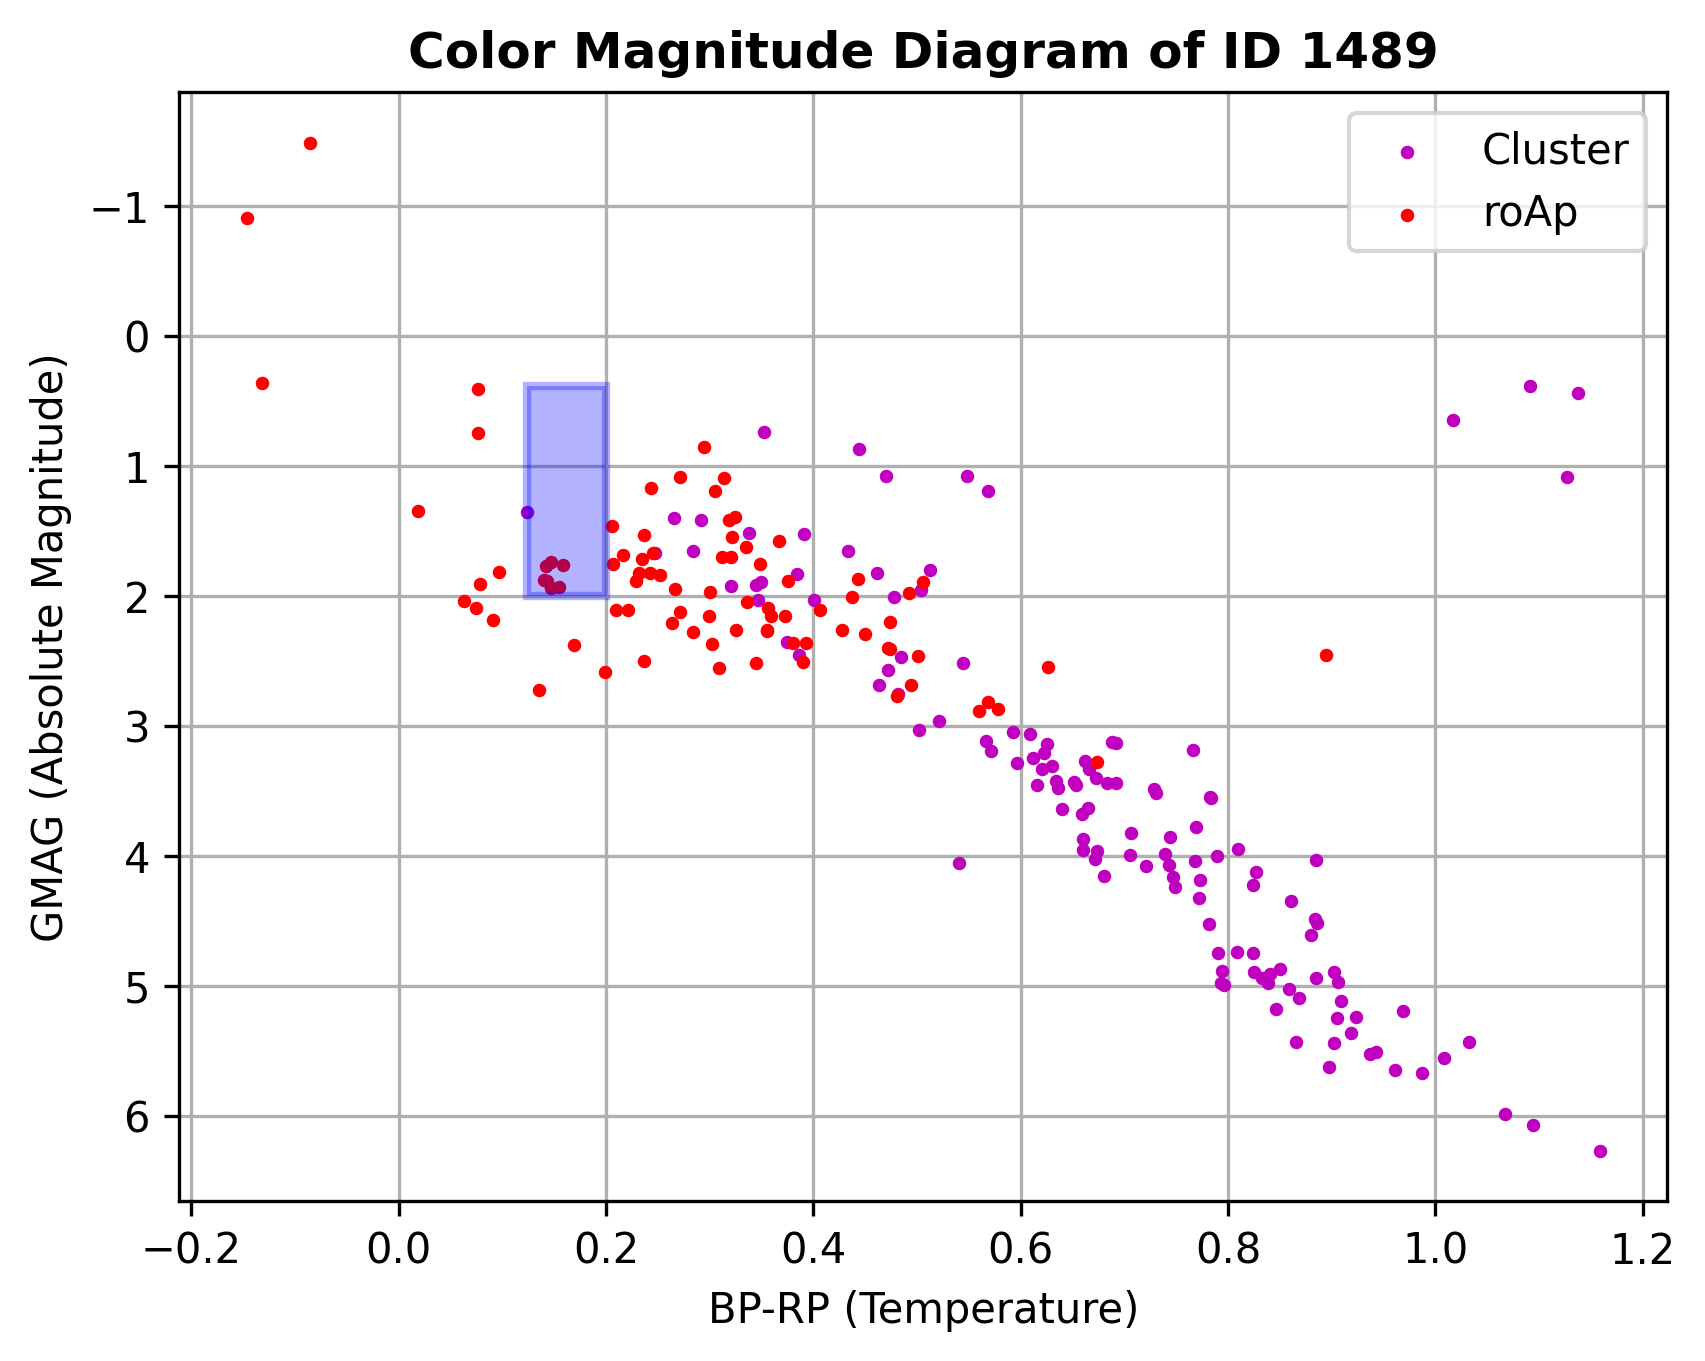 Color Magnitude Diagram of ID 1489
Cluster
roAp
GMAG (Absolute Magnitude)
−1
0
1
2
3
4
5
6
−0.2 0.0 0.2 0.4 0.6 0.8 1.0 1.2
BP-RP (Temperature)